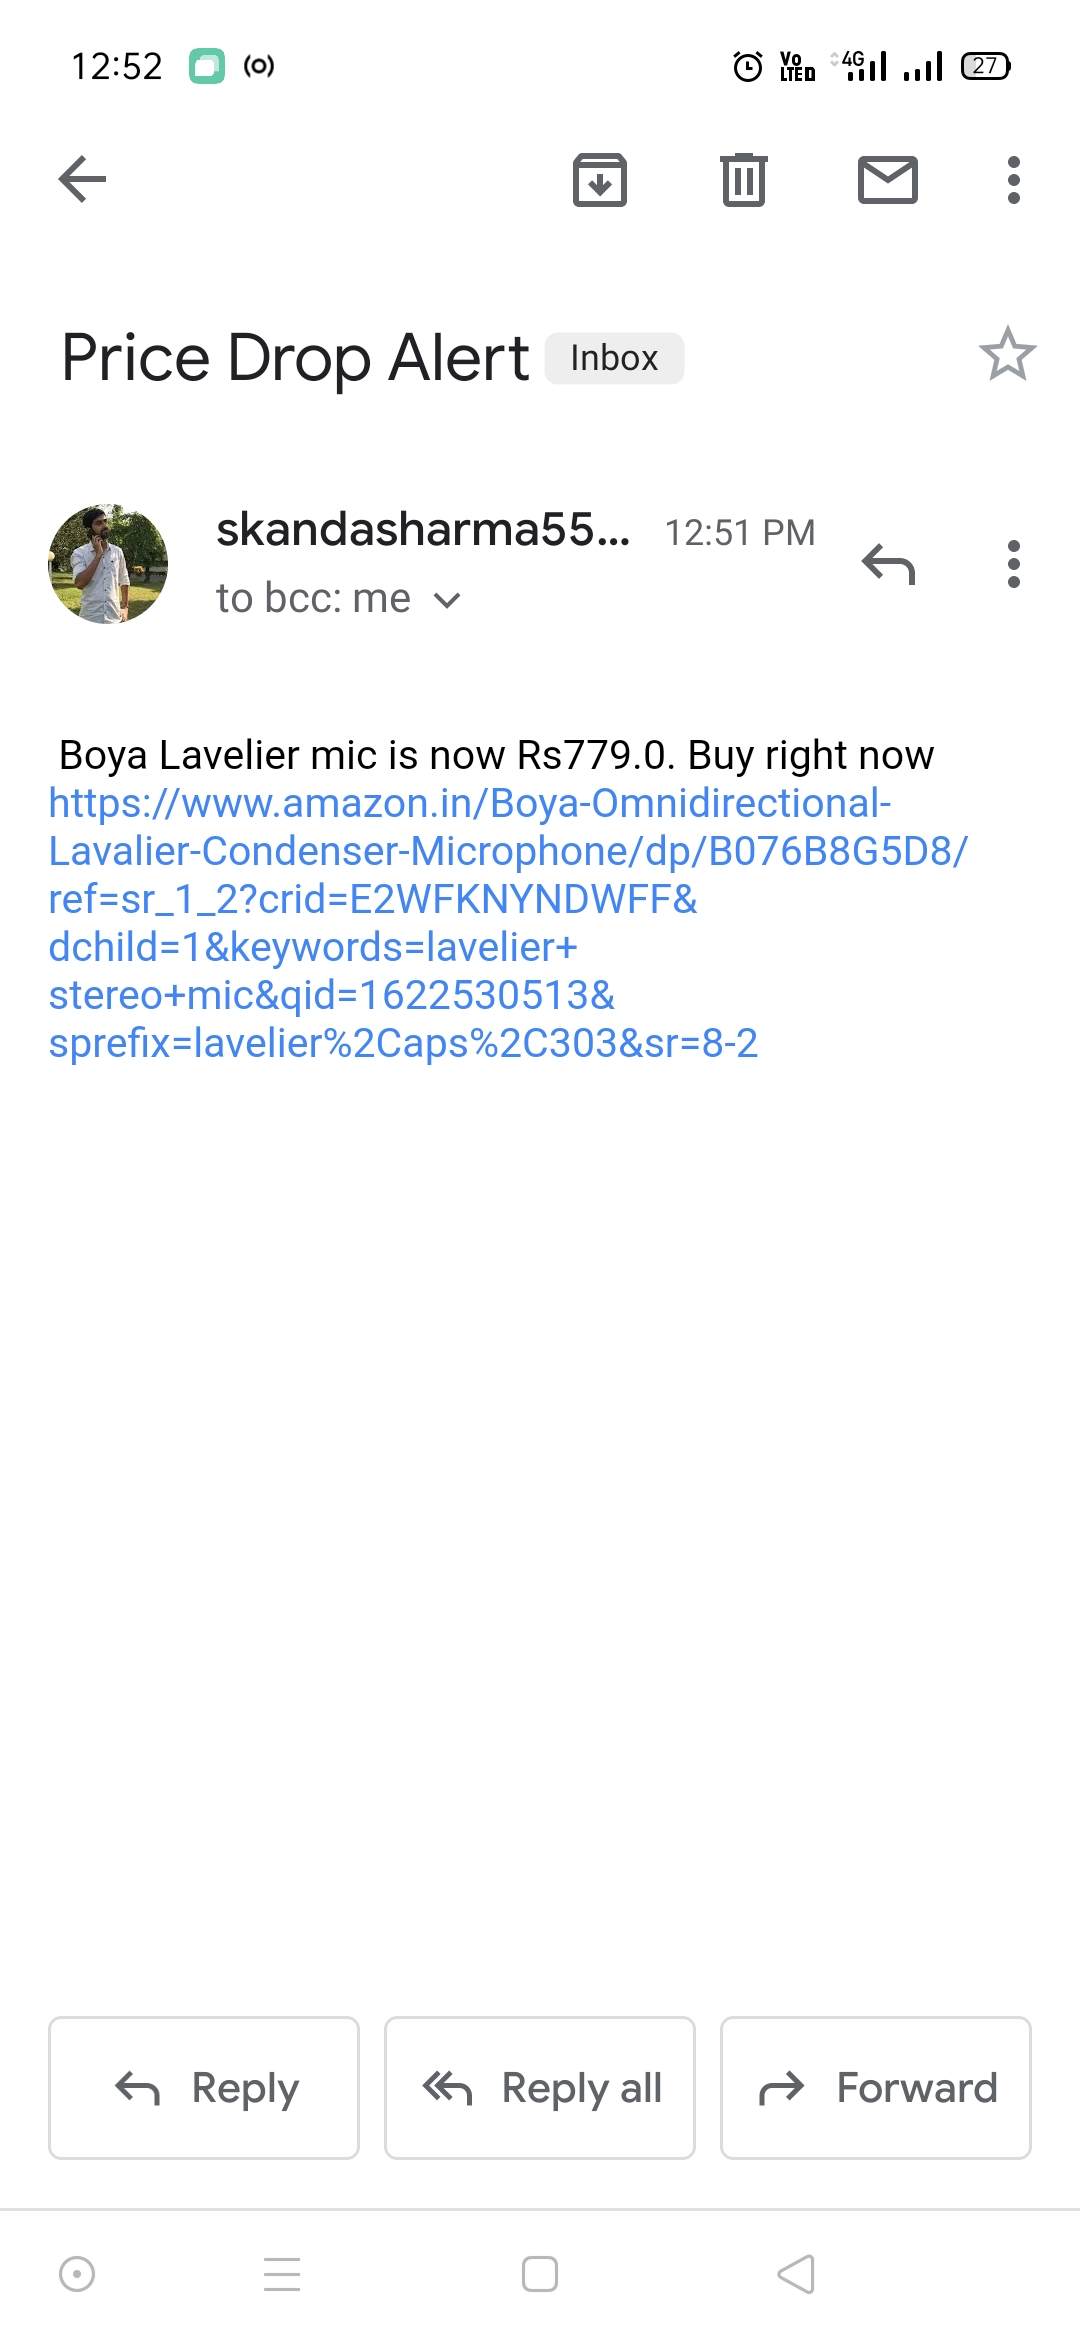 12:52
Vo LTE 4G 27
Price Drop Alert Inbox
skandasharma55... 12:51 PM
to bcc: me
Boya Lavelier mic is now Rs779.0. Buy right now
https://www.amazon.in/Boya-Omnidirectional-
Lavalier-Condenser-Microphone/dp/B076B8G5D8/
ref=sr_1_2?crid=E2WFKNYNDWFF&
dchild=1&keywords=lavelier+
stereo+mic&qid=1622530513&
sprefix=lavelier%2Caps%2C303&sr=8-2
Reply Reply all Forward